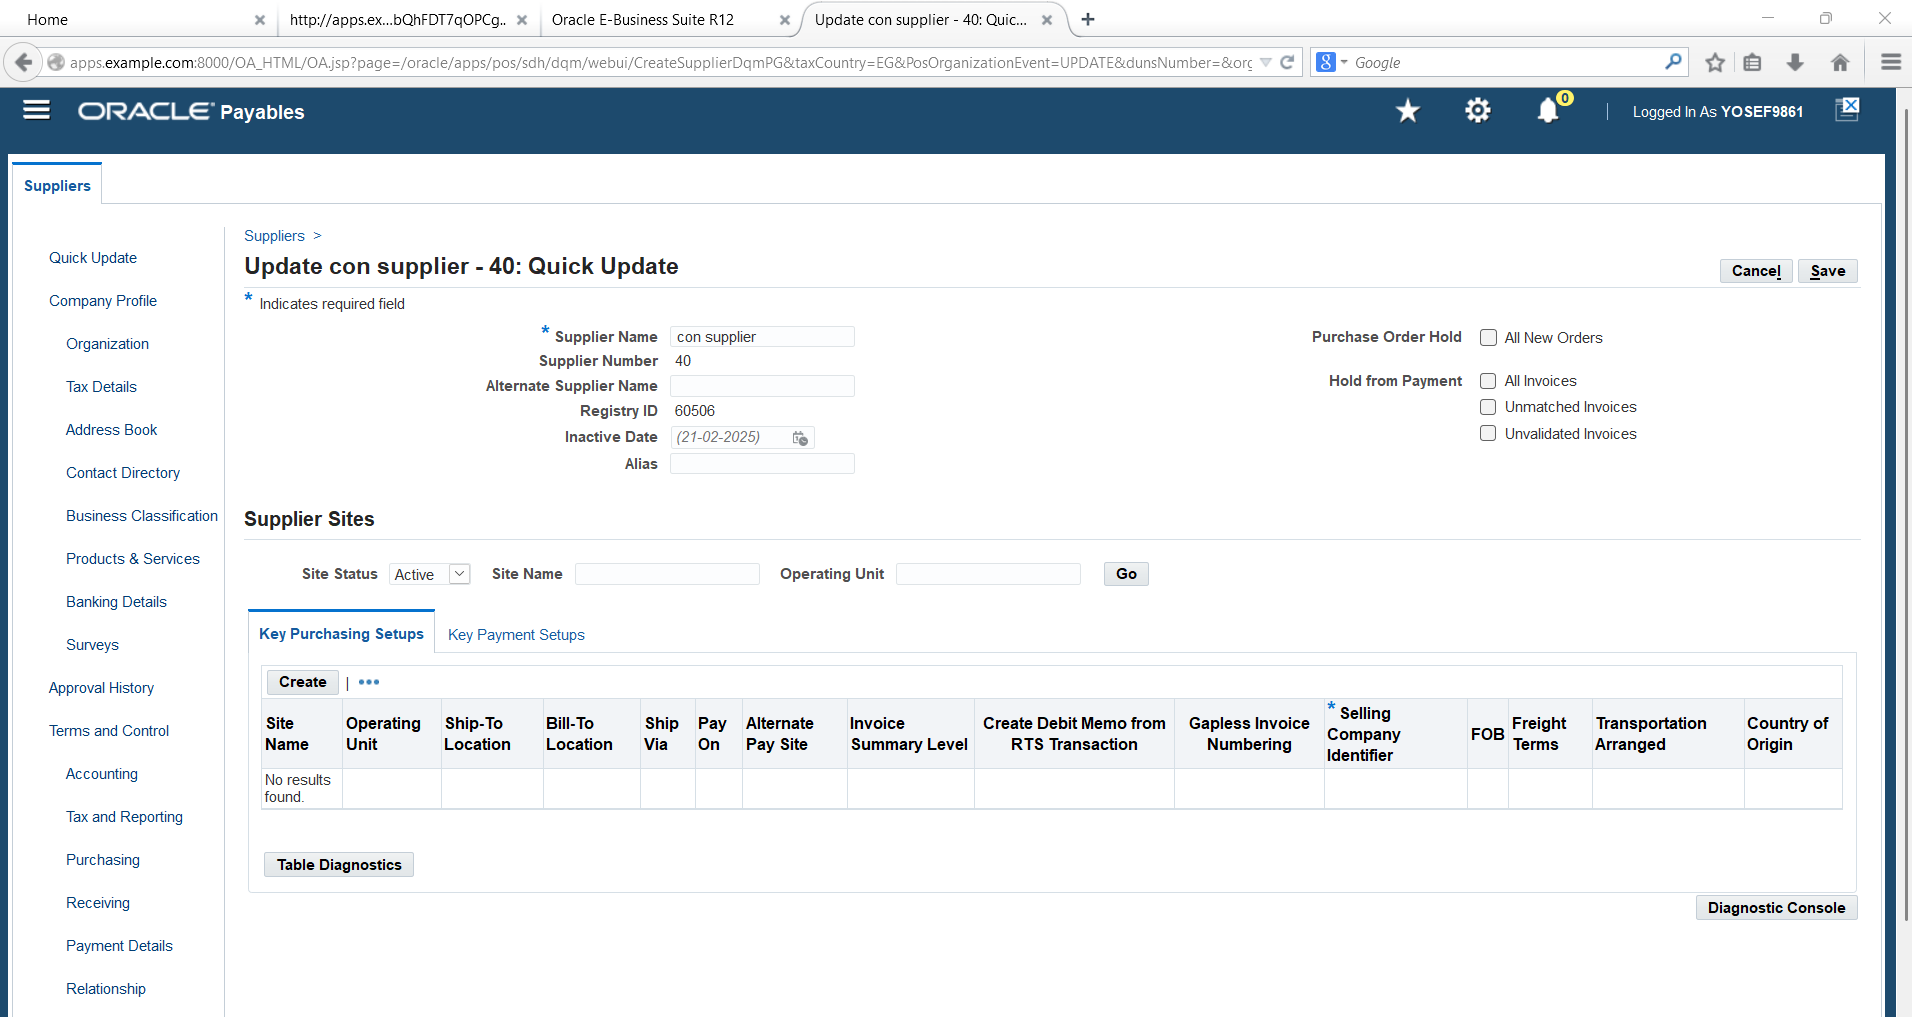 Home
http://apps.ex...bQhFDT7qOPCg..
Oracle E-Business Suite R12
Update con supplier - 40: Quic...
apps.example.com:8000/OA_HTML/OA.jsp?page=/oracle/apps/pos/sdh/dqm/webui/CreateSupplierDqmPG&taxCountry=EG&PosOrganizationEvent=UPDATE&dunsNumber=&org
Google
ORACLE Payables
0
Logged In As YOSEF9861
Suppliers
Quick Update
Company Profile
Organization
Tax Details
Address Book
Contact Directory
Business Classification
Products & Services
Banking Details
Surveys
Approval History
Terms and Control
Accounting
Tax and Reporting
Purchasing
Receiving
Payment Details
Relationship
Suppliers >
Update con supplier - 40: Quick Update
Cancel
Save
* Indicates required field
* Supplier Name con supplier
Supplier Number 40
Alternate Supplier Name
Registry ID 60506
Inactive Date (21-02-2025)
Alias
Purchase Order Hold All New Orders
Hold from Payment All Invoices
Unmatched Invoices
Unvalidated Invoices
Supplier Sites
Site Status Active Site Name Operating Unit Go
Key Purchasing Setups
Key Payment Setups
Create | •••
Site Name
Operating Unit
Ship-To Location
Bill-To Location
Ship Via
Pay On
Alternate Pay Site
Invoice Summary Level
Create Debit Memo from RTS Transaction
Gapless Invoice Numbering
* Selling Company Identifier
FOB
Freight Terms
Transportation Arranged
Country of Origin
No results found.
Table Diagnostics
Diagnostic Console